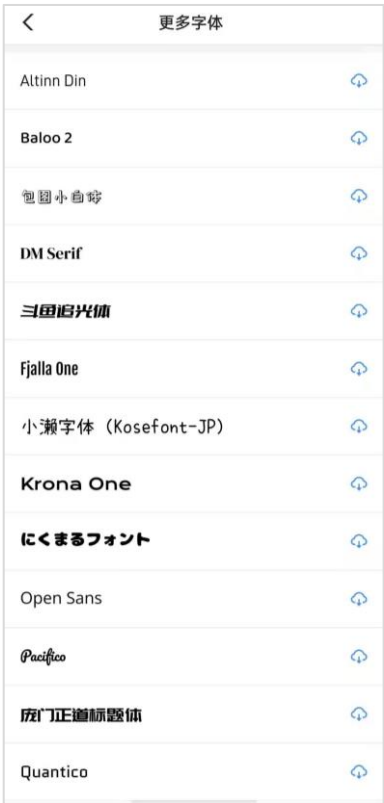 更多字体
Altinn Din
Baloo 2
包图小白体
DM Serif
斗鱼追光体
Fjalla One
小濑字体（Kosefont-JP）
Krona One
にくまるフォント
Open Sans
Pacifico
庞门正道标题体
Quantico